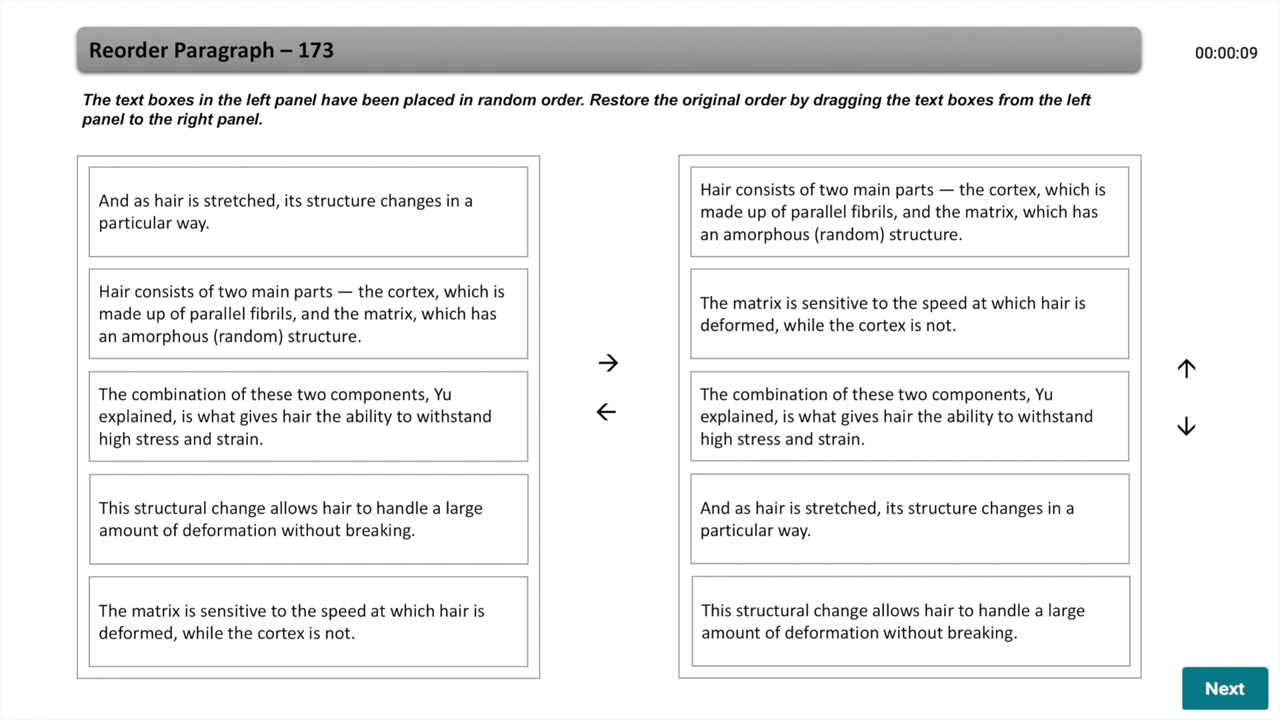 Reorder Paragraph – 173
00:00:09
The text boxes in the left panel have been placed in random order. Restore the original order by dragging the text boxes from the left
panel to the right panel.
And as hair is stretched, its structure changes in a
particular way.
Hair consists of two main parts — the cortex, which is
made up of parallel fibrils, and the matrix, which has
an amorphous (random) structure.
The combination of these two components, Yu
explained, is what gives hair the ability to withstand
high stress and strain.
This structural change allows hair to handle a large
amount of deformation without breaking.
The matrix is sensitive to the speed at which hair is
deformed, while the cortex is not.
→
←
Hair consists of two main parts — the cortex, which is
made up of parallel fibrils, and the matrix, which has
an amorphous (random) structure.
The matrix is sensitive to the speed at which hair is
deformed, while the cortex is not.
The combination of these two components, Yu
explained, is what gives hair the ability to withstand
high stress and strain.
And as hair is stretched, its structure changes in a
particular way.
This structural change allows hair to handle a large
amount of deformation without breaking.
↑
↓
Next